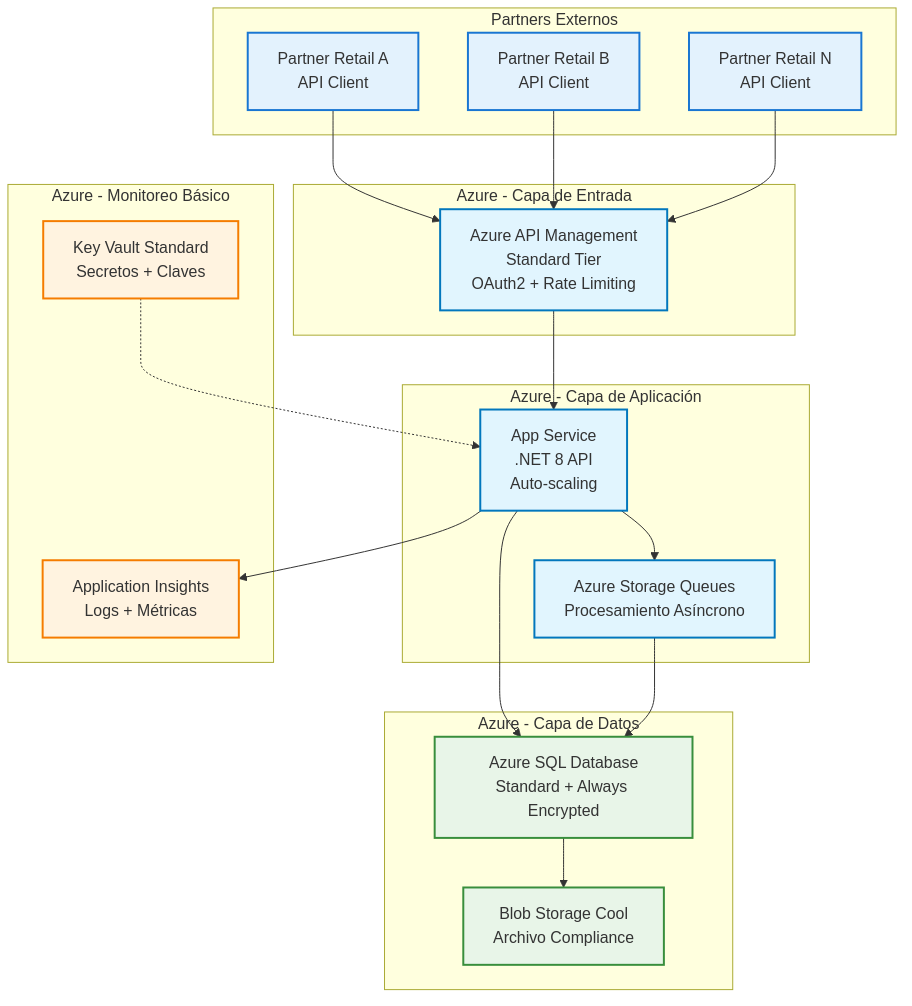 Partners Externos
Partner Retail A
API Client
Partner Retail B
API Client
Partner Retail N
API Client
Azure - Monitoreo Básico
Key Vault Standard
Secretos + Claves
Azure - Capa de Entrada
Azure API Management
Standard Tier
OAuth2 + Rate Limiting
Azure - Capa de Aplicación
App Service
.NET 8 API
Auto-scaling
Application Insights
Logs + Métricas
Azure Storage Queues
Procesamiento Asíncrono
Azure - Capa de Datos
Azure SQL Database
Standard + Always
Encrypted
Blob Storage Cool
Archivo Compliance